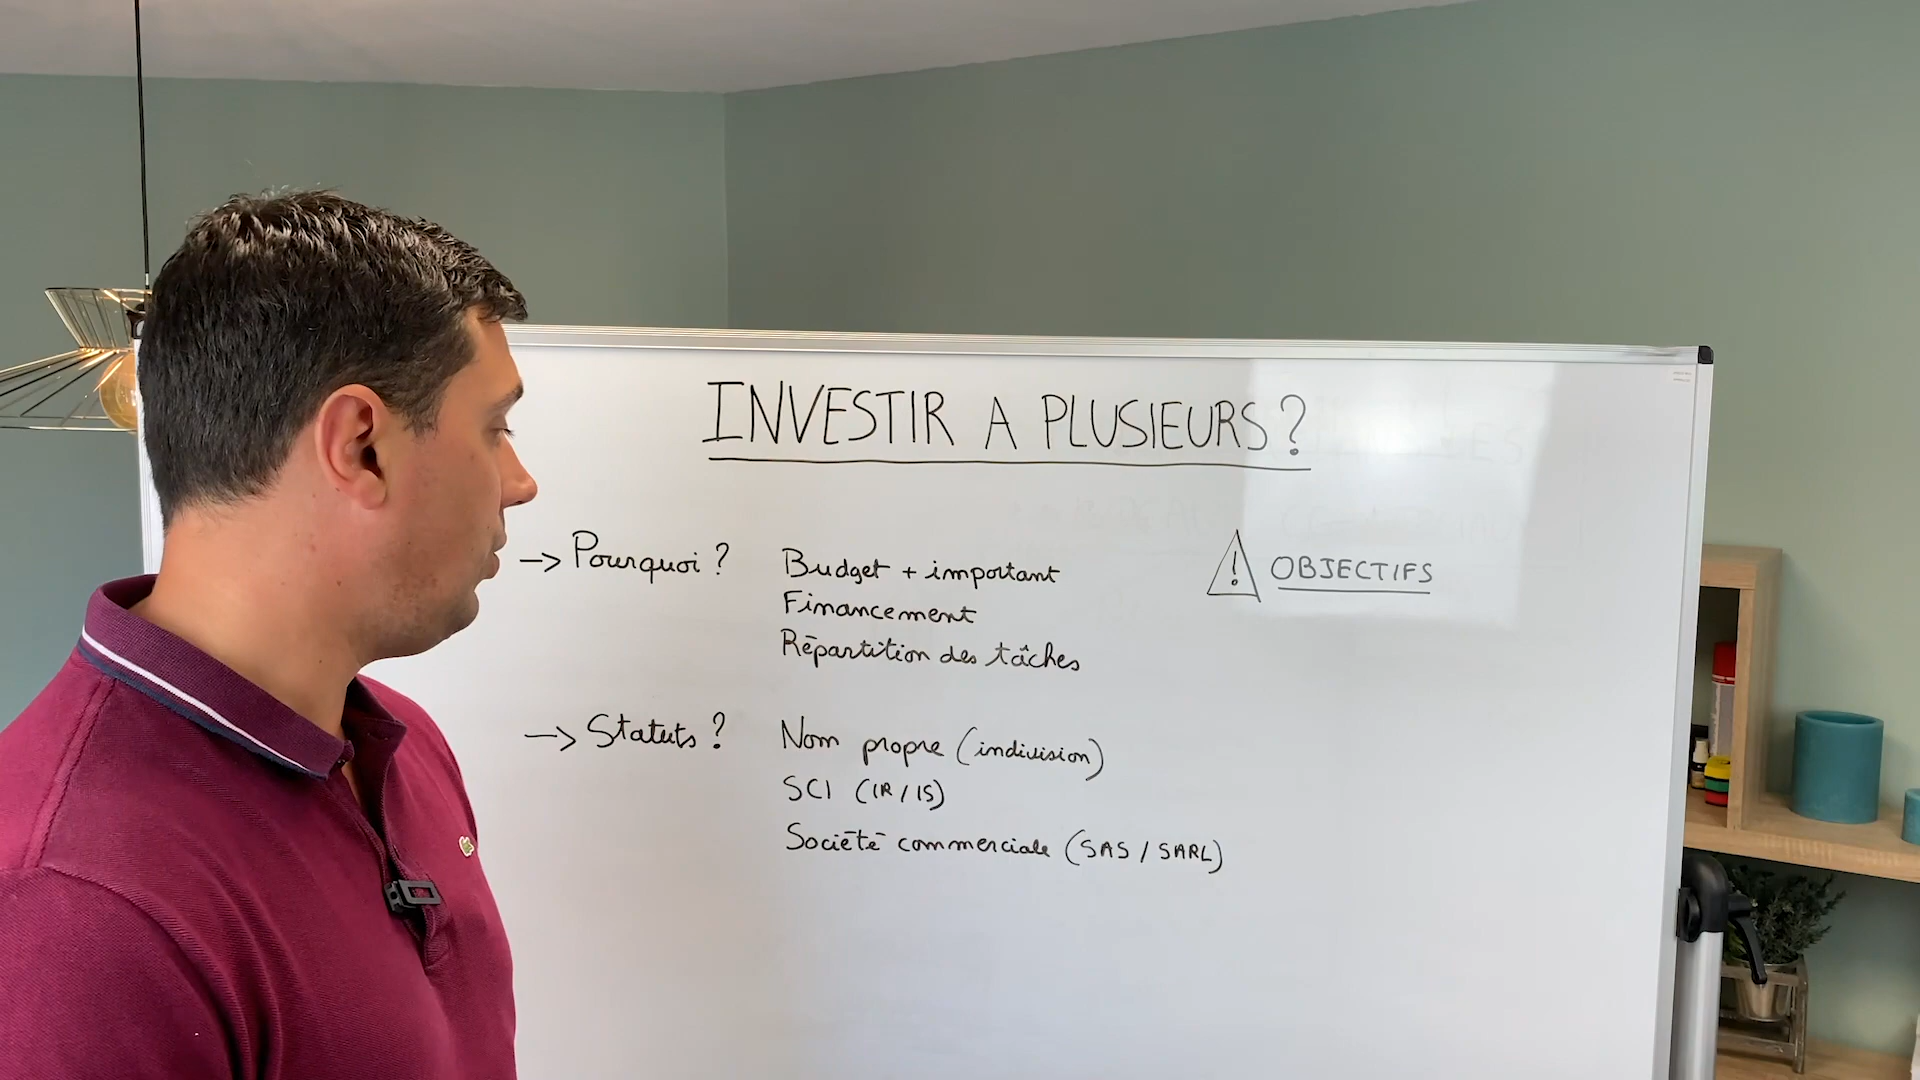 INVESTIR A PLUSIEURS ?
→ Pourquoi ? Budget + important
Financement
Répartition des tâches
⚠ OBJECTIFS
→ Statuts ? Nom propre (indivision)
SCI (IR / IS)
Société commerciale (SAS / SARL)